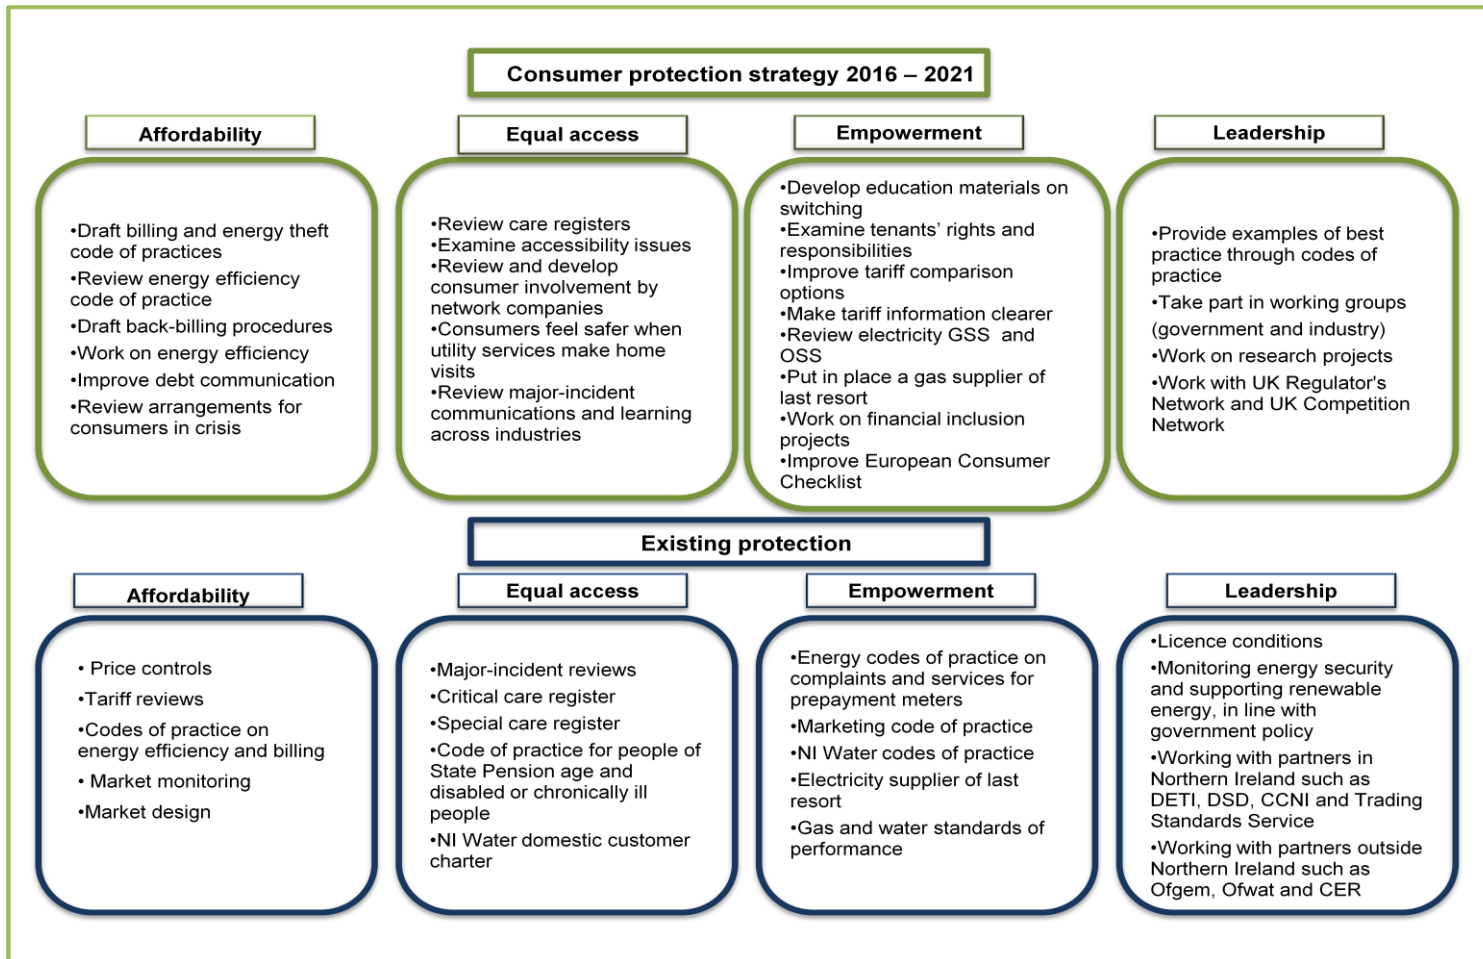 Consumer protection strategy 2016 – 2021
Affordability
•Draft billing and energy theft
code of practices
•Review energy efficiency
code of practice
•Draft back-billing procedures
•Work on energy efficiency
•Improve debt communication
•Review arrangements for
consumers in crisis
Equal access
•Review care registers
•Examine accessibility issues
•Review and develop
consumer involvement by
network companies
•Consumers feel safer when
utility services make home
visits
•Review major-incident
communications and learning
across industries
Empowerment
•Develop education materials on
switching
•Examine tenants' rights and
responsibilities
•Improve tariff comparison
options
•Make tariff information clearer
•Review electricity GSS and
OSS
•Put in place a gas supplier of
last resort
•Work on financial inclusion
projects
•Improve European Consumer
Checklist
Leadership
•Provide examples of best
practice through codes of
practice
•Take part in working groups
(government and industry)
•Work on research projects
•Work with UK Regulator's
Network and UK Competition
Network
Existing protection
Affordability
• Price controls
•Tariff reviews
•Codes of practice on
energy efficiency and billing
• Market monitoring
•Market design
Equal access
•Major-incident reviews
•Critical care register
•Special care register
•Code of practice for people of
State Pension age and
disabled or chronically ill
people
•NI Water domestic customer
charter
Empowerment
•Energy codes of practice on
complaints and services for
prepayment meters
•Marketing code of practice
•NI Water codes of practice
•Electricity supplier of last
resort
•Gas and water standards of
performance
Leadership
•Licence conditions
•Monitoring energy security
and supporting renewable
energy, in line with
government policy
•Working with partners in
Northern Ireland such as
DETI, DSD, CCNI and Trading
Standards Service
•Working with partners outside
Northern Ireland such as
Ofgem, Ofwat and CER